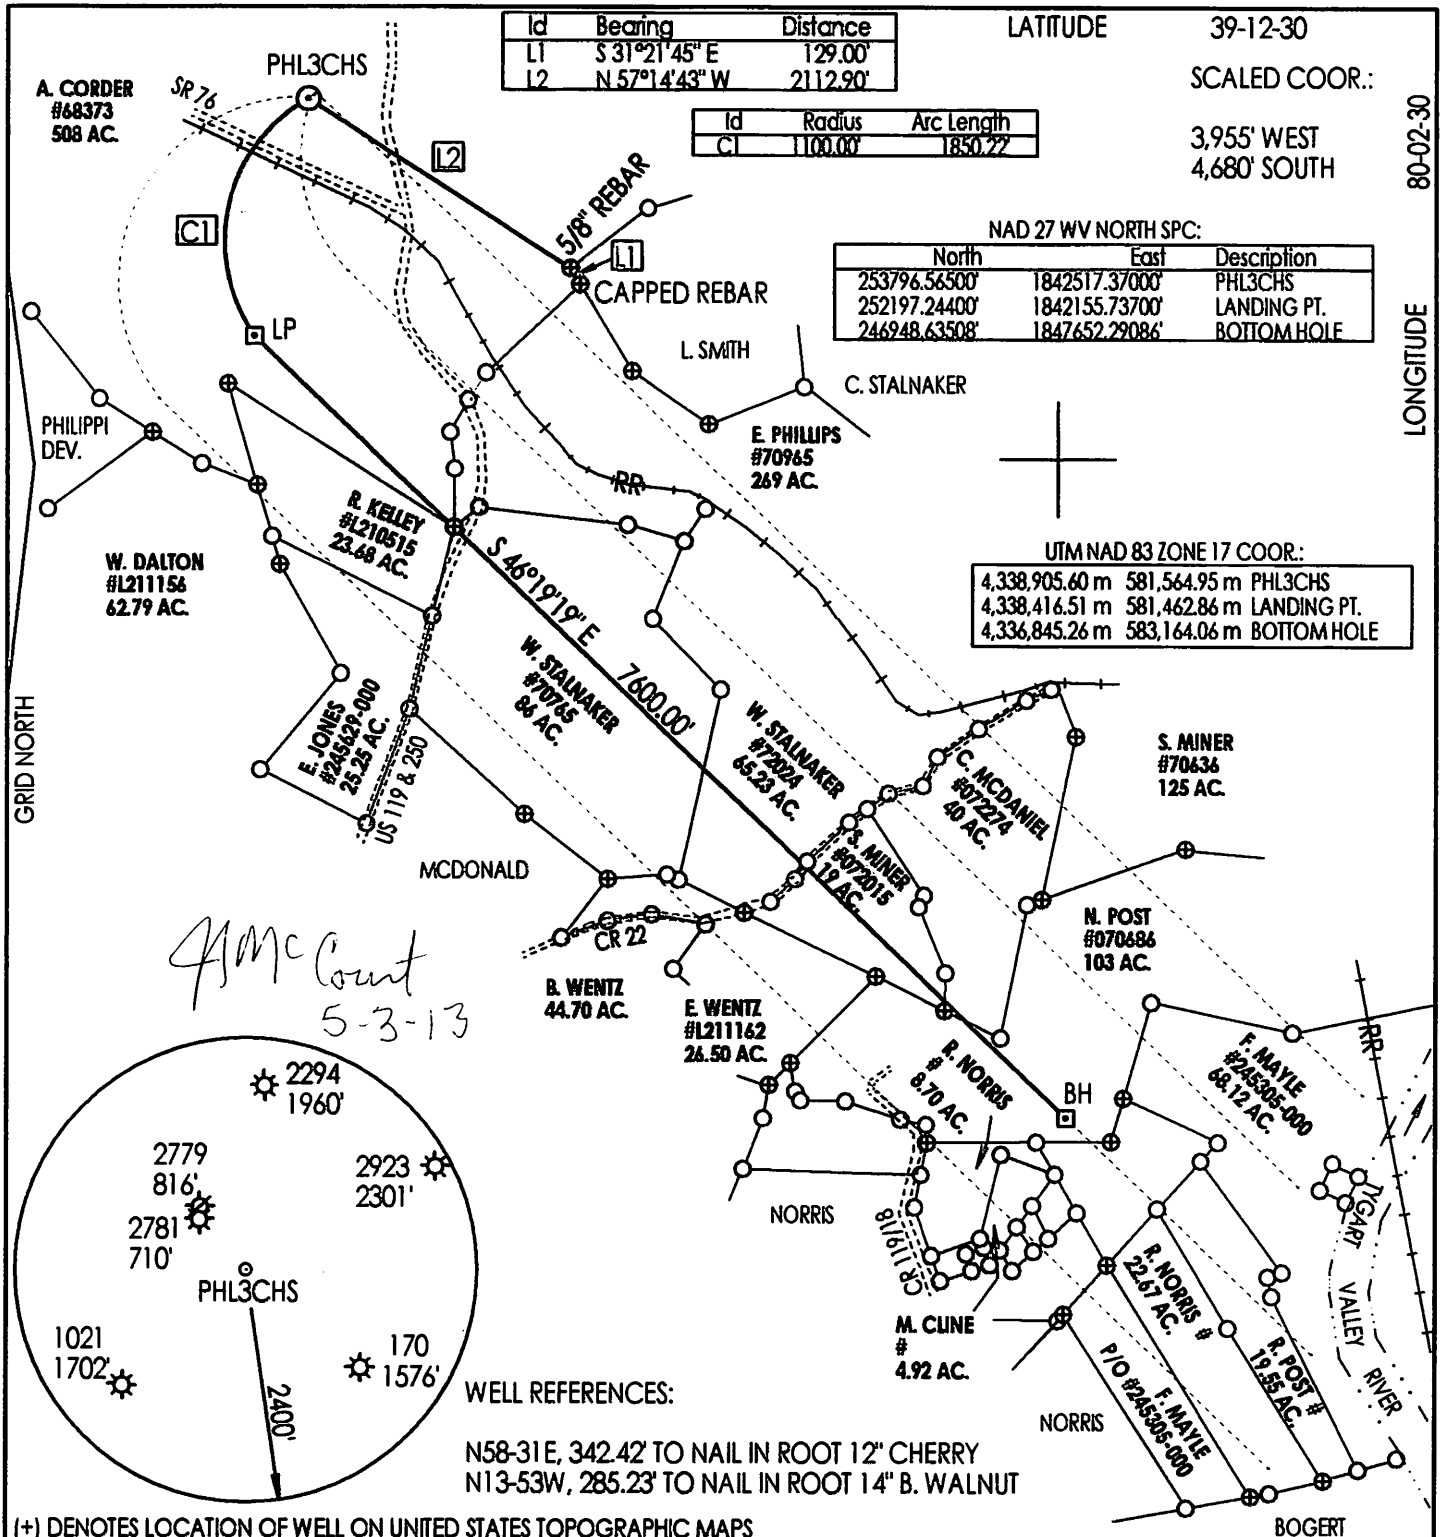 Id Bearing Distance
L1 S 31°21'45" E 129.00'
L2 N 57°14'43" W 2112.90'
LATITUDE 39-12-30
SCALED COOR.:
3,955' WEST
4,680' SOUTH
80-02-30
LONGITUDE
Id Radius Arc Length
C1 1100.00' 1850.22'
PHL3CHS
A. CORDER
#68373
508 AC.
SR 76
L2
5/8" REBAR
C1
L1
CAPPED REBAR
NAD 27 WV NORTH SPC:
North East Description
253796.56500' 1842517.37000' PHL3CHS
252197.24400' 1842155.73700' LANDING PT.
246948.63508' 1847652.29086' BOTTOM HOLE
LP
L. SMITH
C. STALNAKER
PHILIPPI
DEV.
E. PHILLIPS
#70965
269 AC.
RR
R. KELLEY
#L210515
23.68 AC.
W. DALTON
#L211156
62.79 AC.
UTM NAD 83 ZONE 17 COOR.:
4,338,905.60 m 581,564.95 m PHL3CHS
4,338,416.51 m 581,462.86 m LANDING PT.
4,336,845.26 m 583,164.06 m BOTTOM HOLE
S 46°19'19" E 7600.00'
W. STALNAKER
#70765
86 AC.
GRID NORTH
E. JONES
#245629-000
25.25 AC.
US 119 & 250
W. STALNAKER
#72024
65.23 AC.
C. MCDANIEL
#072274
40 AC.
S. MINER
#70636
125 AC.
MCDONALD
S. MINER
#072015
19 AC.
CR 22
N. POST
#070686
103 AC.
JSMcCourt
5-3-13
B. WENTZ
44.70 AC.
E. WENTZ
#L211162
26.50 AC.
R. NORRIS
#
8.70 AC.
BH
F. MAYLE
#245305-000
68.12 AC.
RR
2294
1960'
2779
816'
2923
2301'
2781
710'
PHL3CHS
1021
1702'
170
1576'
2400'
NORRIS
CR 119/18
TYGART
VALLEY
RIVER
M. CLINE
#
4.92 AC.
R. NORRIS #
22.67 AC.
R. POST #
19.55 AC.
F. MAYLE
P/O #245305-000
NORRIS
WELL REFERENCES:
N58-31E, 342.42' TO NAIL IN ROOT 12" CHERRY
N13-53W, 285.23' TO NAIL IN ROOT 14" B. WALNUT
(+) DENOTES LOCATION OF WELL ON UNITED STATES TOPOGRAPHIC MAPS
BOGERT